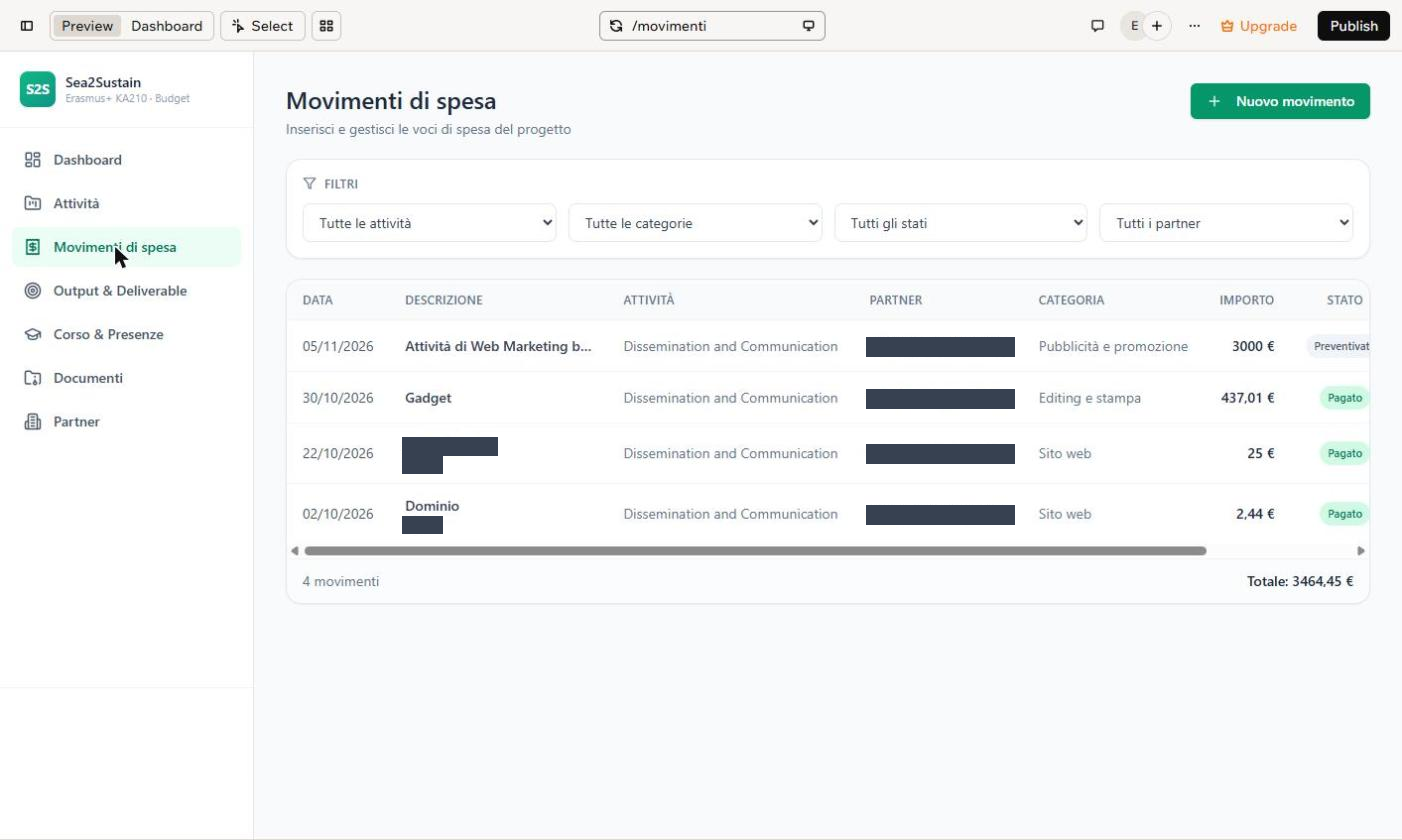 Preview Dashboard Select /movimenti E Upgrade Publish
S2S Sea2Sustain
Erasmus+ KA210 · Budget
Dashboard
Attività
Movimenti di spesa
Output & Deliverable
Corso & Presenze
Documenti
Partner
Movimenti di spesa
Inserisci e gestisci le voci di spesa del progetto
+ Nuovo movimento
FILTRI
Tutte le attività Tutte le categorie Tutti gli stati Tutti i partner
DATA DESCRIZIONE ATTIVITÀ PARTNER CATEGORIA IMPORTO STATO
05/11/2026 Attività di Web Marketing b... Dissemination and Communication Pubblicità e promozione 3000 € Preventivat
30/10/2026 Gadget Dissemination and Communication Editing e stampa 437,01 € Pagato
22/10/2026 Dissemination and Communication Sito web 25 € Pagato
02/10/2026 Dominio Dissemination and Communication Sito web 2,44 € Pagato
4 movimenti Totale: 3464,45 €